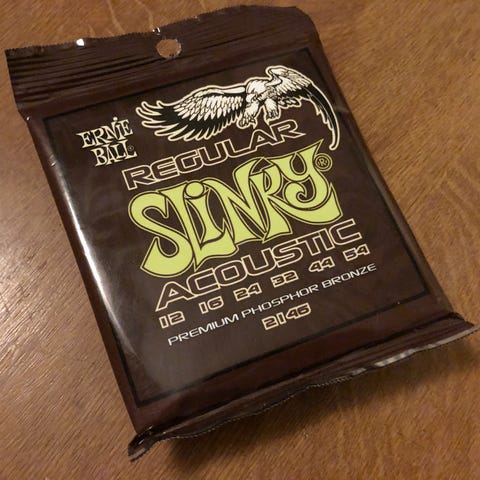 ERNIE
BALL®
REGULAR
SLINKY®
ACOUSTIC
12 16 24 32 44 54
PREMIUM PHOSPHOR BRONZE
2146